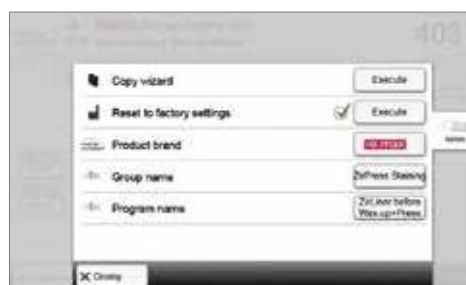 403
Copy wizard
Execute
Reset to factory settings
Execute
Product brand
Group name
ZirPress Staining
Program name
ZirLiner before
Wax-up+Press